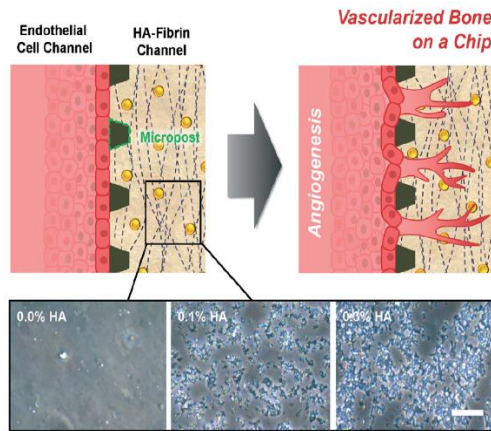 Endothelial
Cell Channel
HA-Fibrin
Channel
Vascularized Bone
on a Chip
Micropost
Angiogenesis
0.0% HA
0.1% HA
0.3% HA